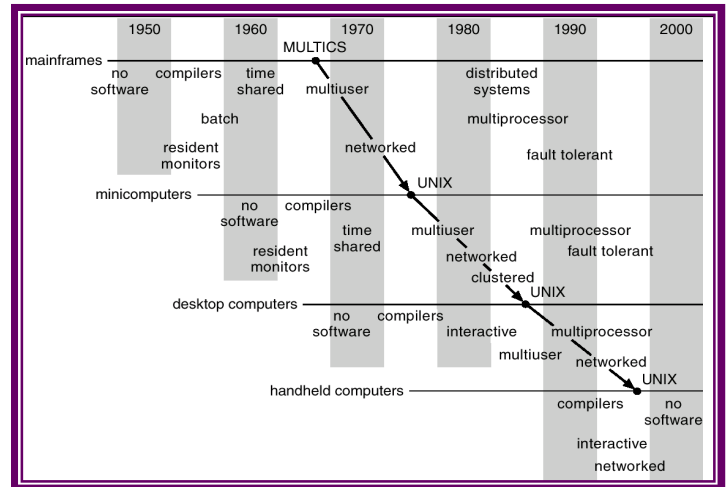 1950 1960 1970 1980 1990 2000
MULTICS
mainframes
no compilers time distributed
software shared multiuser systems
batch multiprocessor
resident networked
monitors fault tolerant
UNIX
minicomputers
no compilers
software
time multiuser multiprocessor
shared
resident networked fault tolerant
monitors
clustered
UNIX
desktop computers
no compilers
software interactive multiprocessor
multiuser networked
UNIX
handheld computers
compilers no
software
interactive
networked